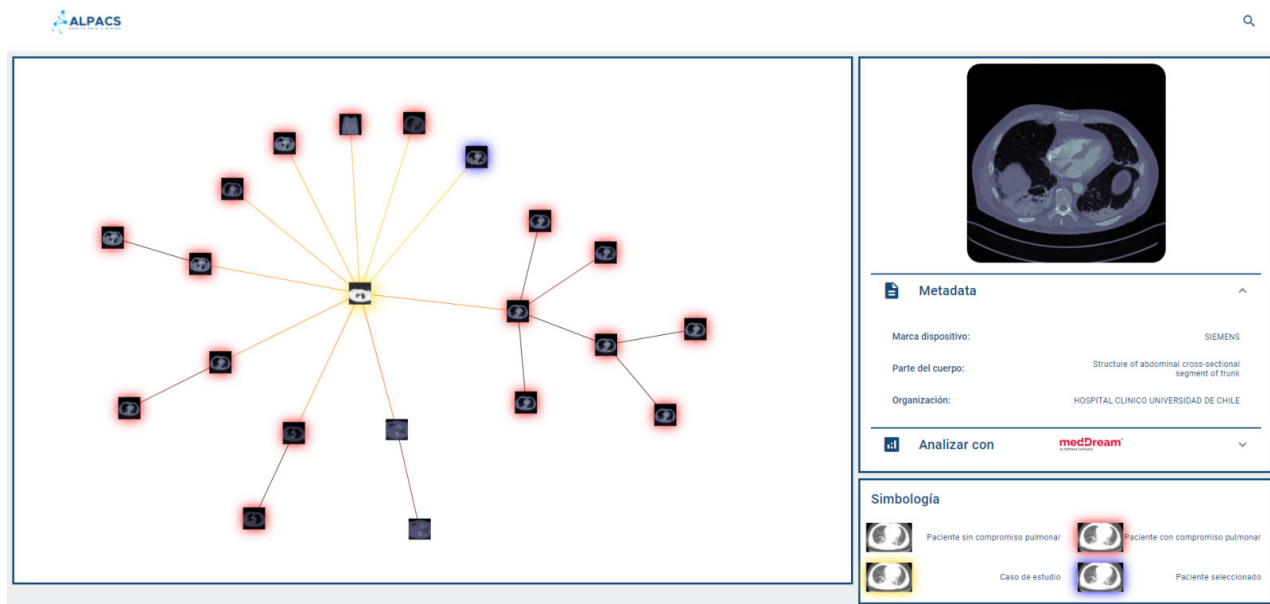 ALPACS
Metadata
Marca dispositivo:
SIEMENS
Parte del cuerpo:
Structure of abdominal cross-sectional
segment of trunk
Organización:
HOSPITAL CLINICO UNIVERSIDAD DE CHILE
Analizar con
medDream
Simbología
Paciente sin compromiso pulmonar
Paciente con compromiso pulmonar
Caso de estudio
Paciente seleccionado